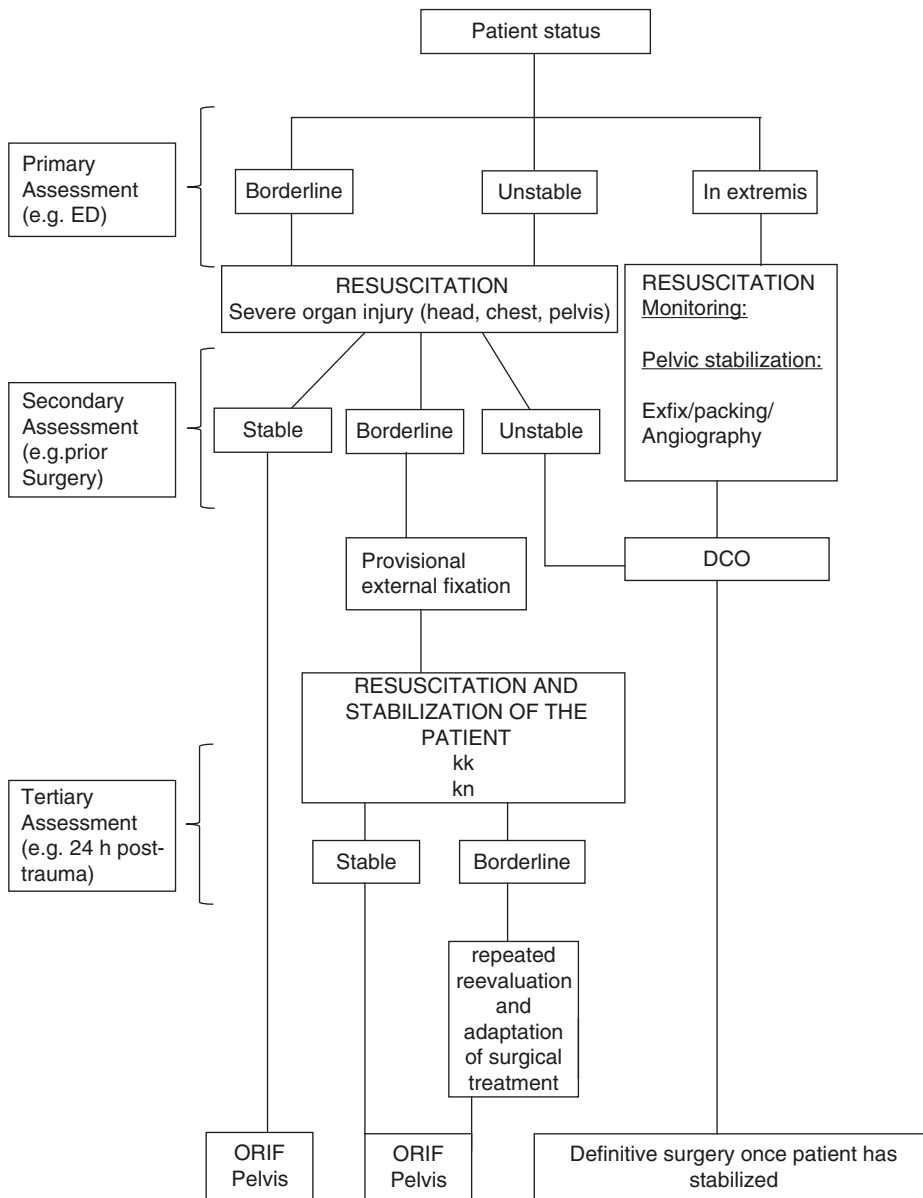 Patient status
Primary
Assessment
(e.g. ED)
Borderline
Unstable
In extremis
RESUSCITATION
Severe organ injury (head, chest, pelvis)
RESUSCITATION
Monitoring:
Pelvic stabilization:
Exfix/packing/
Angiography
Secondary
Assessment
(e.g.prior
Surgery)
Stable
Borderline
Unstable
Provisional
external fixation
DCO
RESUSCITATION AND
STABILIZATION OF THE
PATIENT
kk
kn
Tertiary
Assessment
(e.g. 24 h post-
trauma)
Stable
Borderline
repeated
reevaluation
and
adaptation
of surgical
treatment
ORIF
Pelvis
ORIF
Pelvis
Definitive surgery once patient has
stabilized